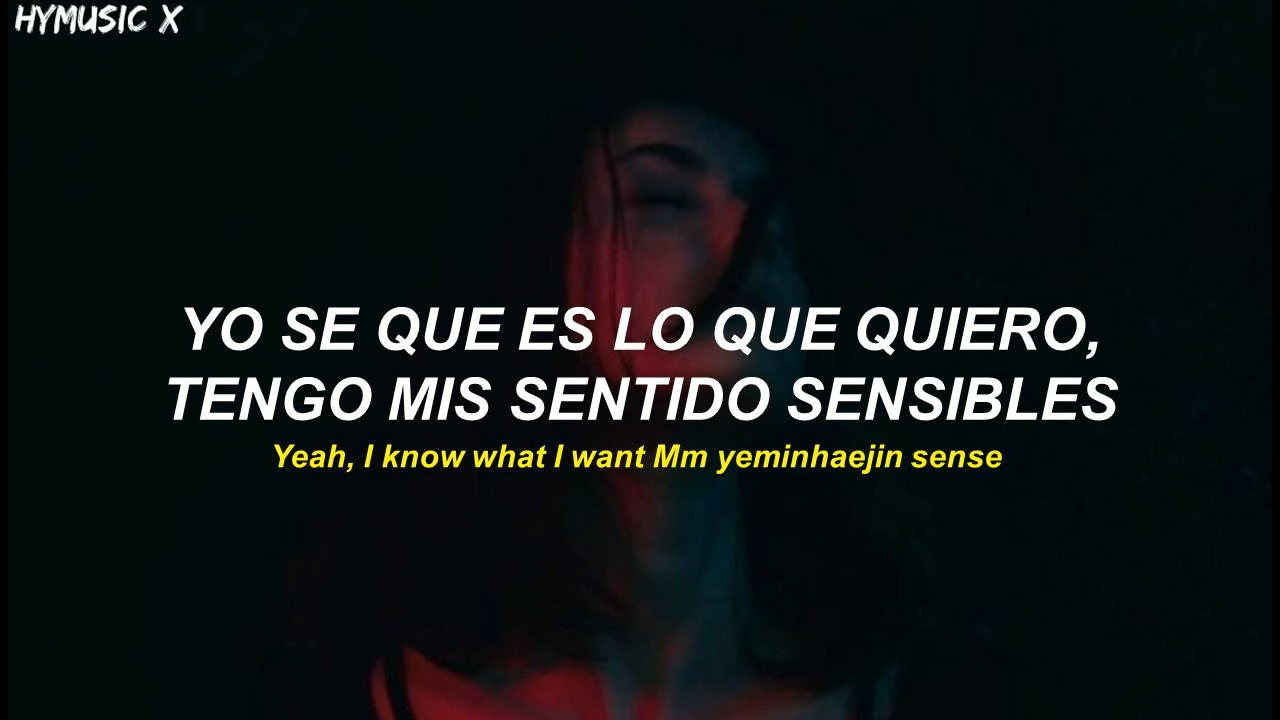 HYMUSIC X
YO SE QUE ES LO QUE QUIERO,
TENGO MIS SENTIDO SENSIBLES
Yeah, I know what I want Mm yeminhaejin sense